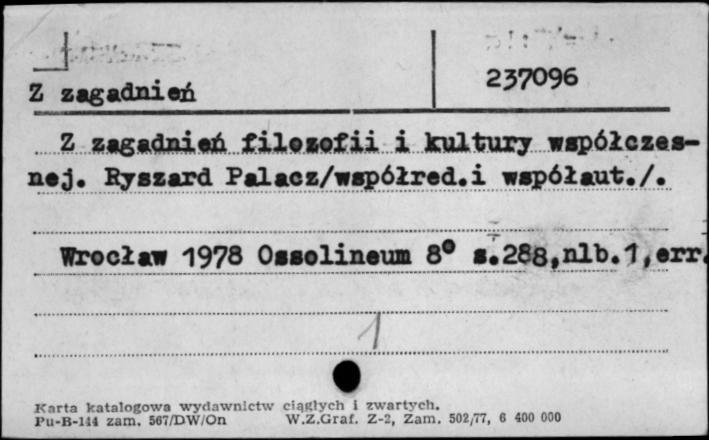 Z zagadnień
237096
Z zagadnień filozofii i kultury współczes-
nej. Ryszard Palacz/współred.i współaut./.
Wrocław 1978 Ossolineum 8° s.288,nlb.1,err.
1
Karta katalogowa wydawnictw ciągłych i zwartych.
Pu-B-144 zam. 567/DW/On W.Z.Graf. Z-2, Zam. 502/77, 6 400 000